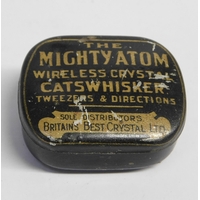 THE
MIGHTY ATOM
WIRELESS CRYSTAL
CATSWHISKER
TWEEZERS & DIRECTIONS
SOLE DISTRIBUTORS
BRITAINS BEST CRYSTAL LTD.